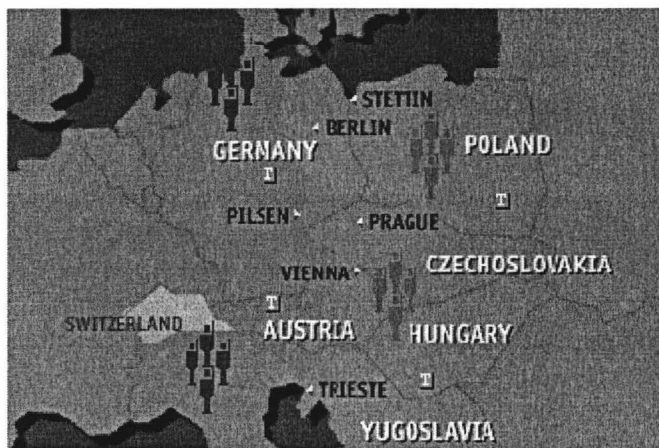 STETTIN
BERLIN
GERMANY
POLAND
T
T
PILSEN
PRAGUE
VIENNA
CZECHOSLOVAKIA
T
SWITZERLAND
AUSTRIA
HUNGARY
T
TRIESTE
YUGOSLAVIA